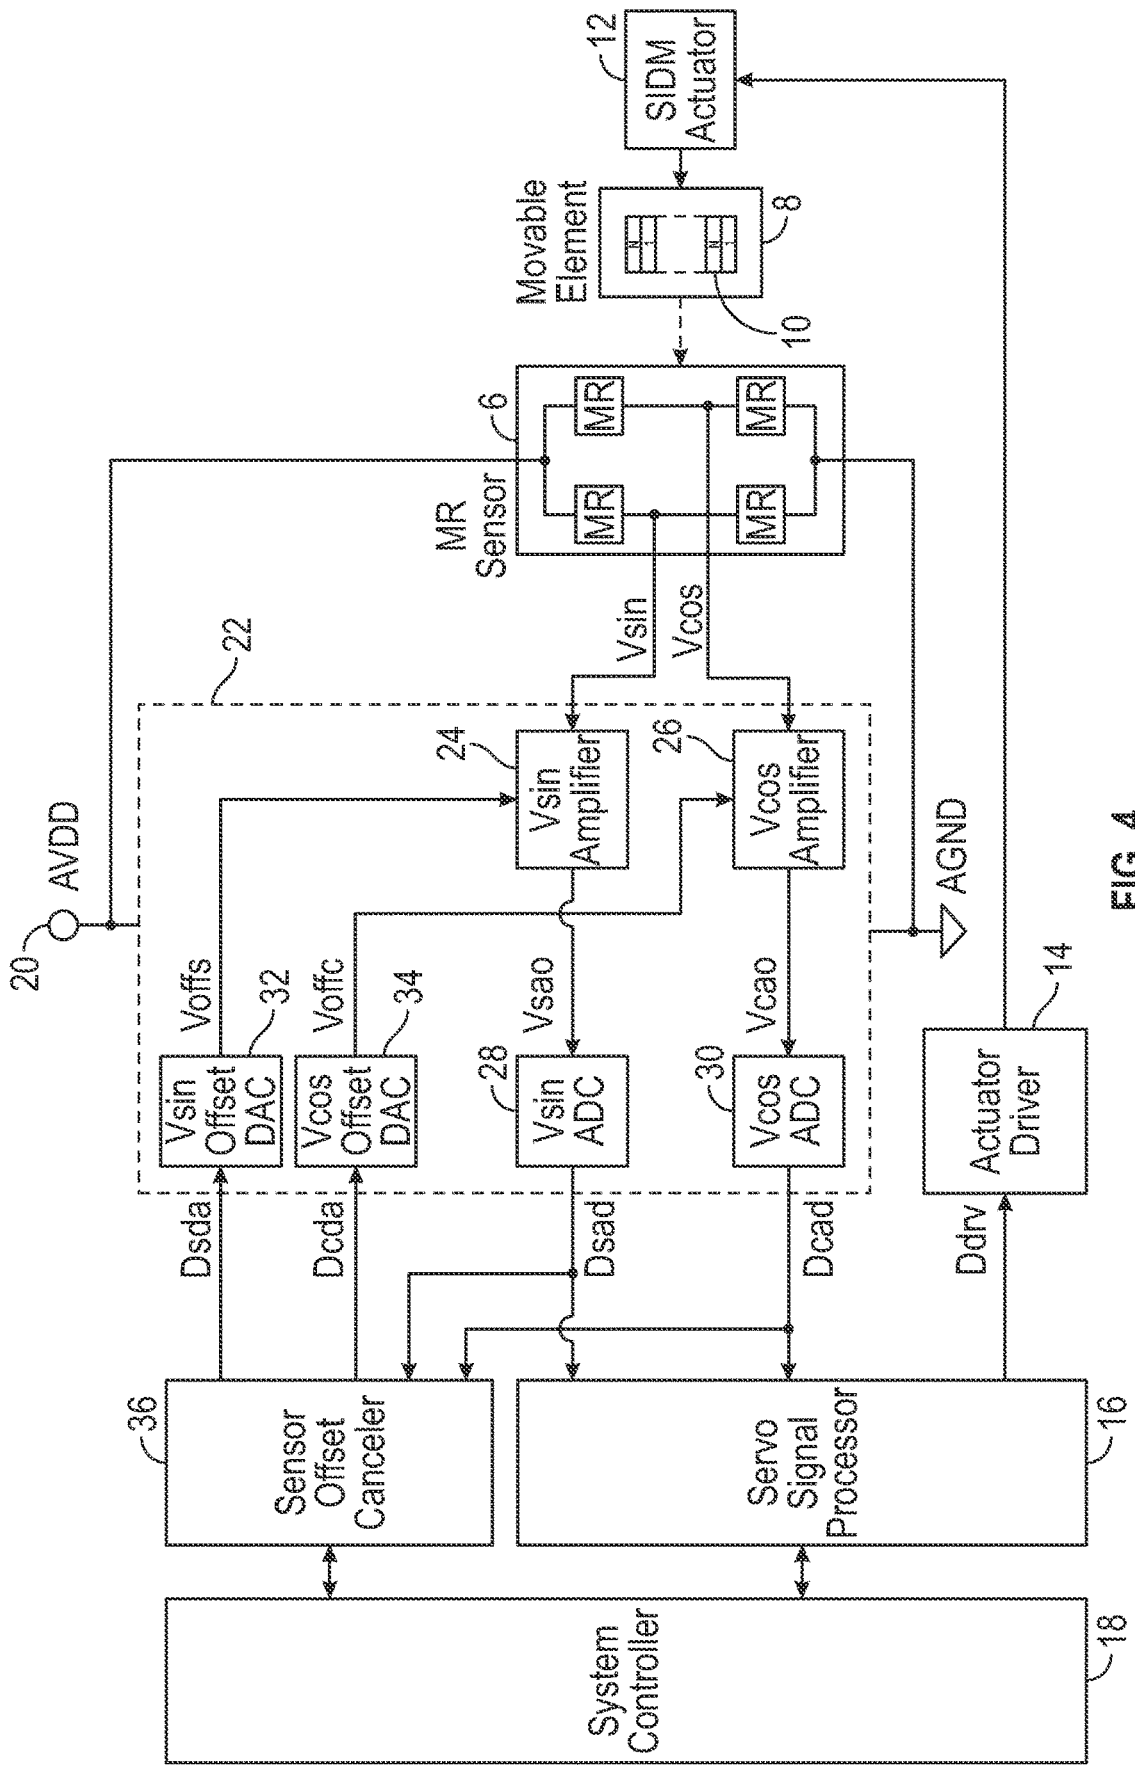 20
AVDD
22
Dsda
Vsin
Offset
DAC
Voffs
32
36
Sensor
Offset
Canceler
Dcda
Vcos
Offset
DAC
Voffc
34
Dsad
Vsin
ADC
28
Vsao
Vsin
Amplifier
24
Vsin
MR
Sensor
6
MR
MR
MR
MR
Movable
Element
N
N
8
10
SIDM
Actuator
12
System
Controller
18
Servo
Signal
Processor
16
Dcad
Vcos
ADC
30
Vcao
Vcos
Amplifier
26
Vcos
Ddrv
Actuator
Driver
14
AGND
FIG. 4